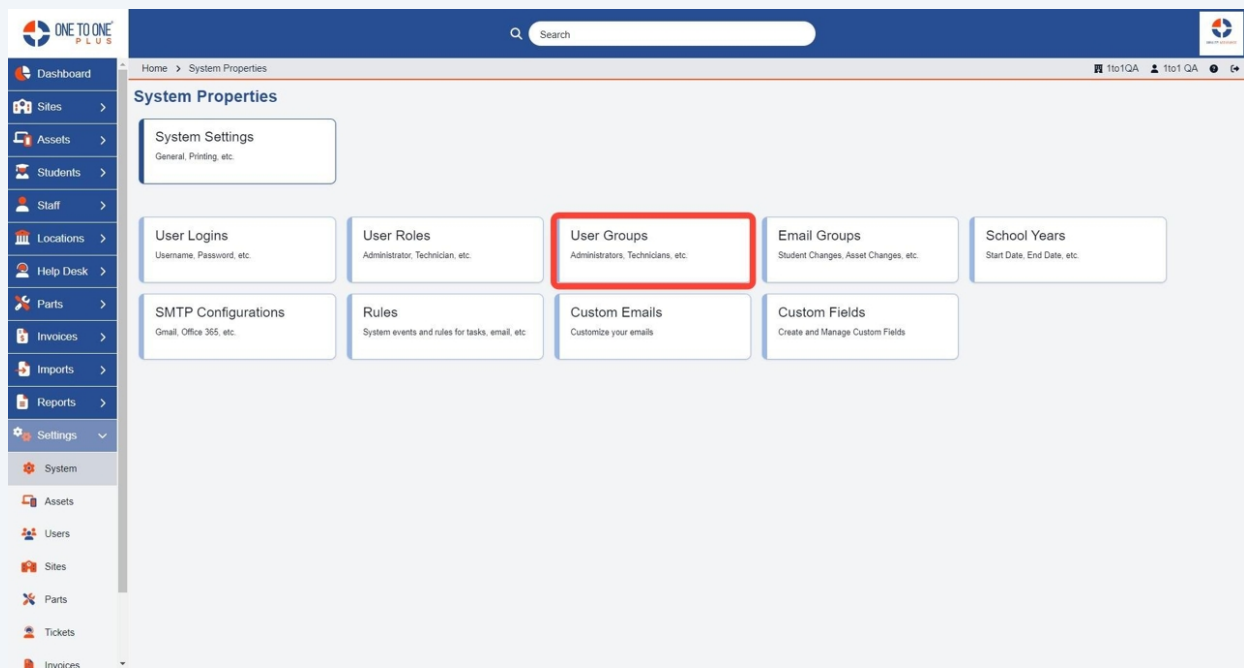 ONE TO ONE
PLUS
Search
Home > System Properties
1to1QA 1to1 QA
Dashboard
Sites
Assets
Students
Staff
Locations
Help Desk
Parts
Invoices
Imports
Reports
Settings
System
Assets
Users
Sites
Parts
Tickets
Invoices
System Properties
System Settings
General, Printing, etc.
User Logins
Username, Password, etc.
User Roles
Administrator, Technician, etc.
User Groups
Administrators, Technicians, etc.
Email Groups
Student Changes, Asset Changes, etc.
School Years
Start Date, End Date, etc.
SMTP Configurations
Gmail, Office 365, etc.
Rules
System events and rules for tasks, email, etc
Custom Emails
Customize your emails
Custom Fields
Create and Manage Custom Fields